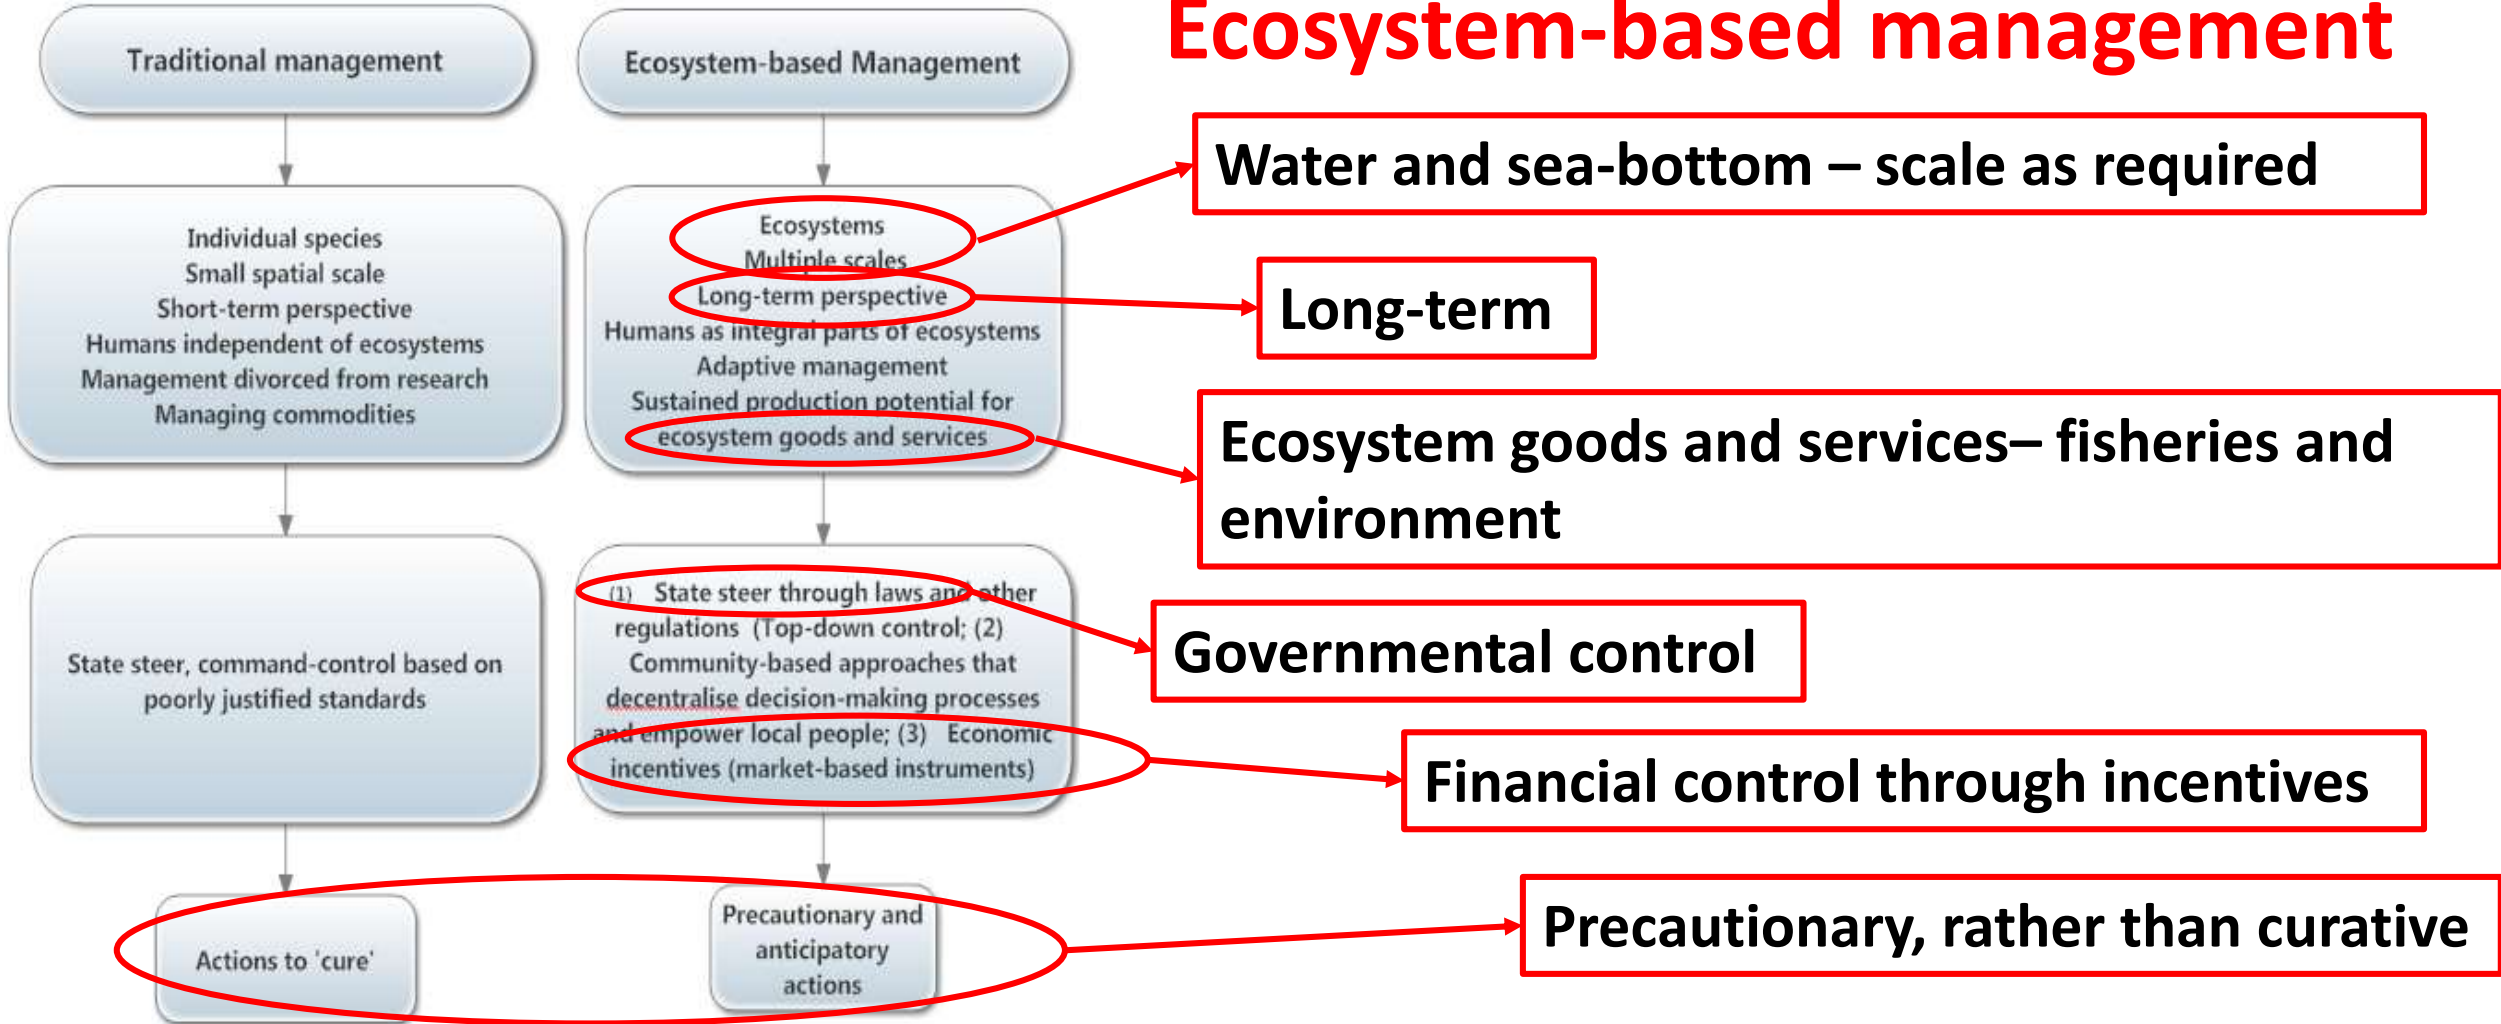 Ecosystem-based management
Traditional management
Individual species
Small spatial scale
Short-term perspective
Humans independent of ecosystems
Management divorced from research
Managing commodities
State steer, command-control based on
poorly justified standards
Actions to 'cure'
Ecosystem-based Management
Ecosystems
Multiple scales
Long-term perspective
Humans as integral parts of ecosystems
Adaptive management
Sustained production potential for
ecosystem goods and services
(1) State steer through laws and other
regulations (Top-down control; (2)
Community-based approaches that
decentralise decision-making processes
and empower local people; (3) Economic
incentives (market-based instruments)
Precautionary and
anticipatory
actions
Water and sea-bottom – scale as required
Long-term
Ecosystem goods and services– fisheries and
environment
Governmental control
Financial control through incentives
Precautionary, rather than curative